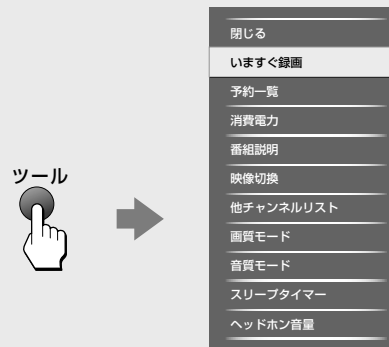 ツール
閉じる
いますぐ録画
予約一覧
消費電力
番組説明
映像切換
他チャンネルリスト
画質モード
音質モード
スリープタイマー
ヘッドホン音量